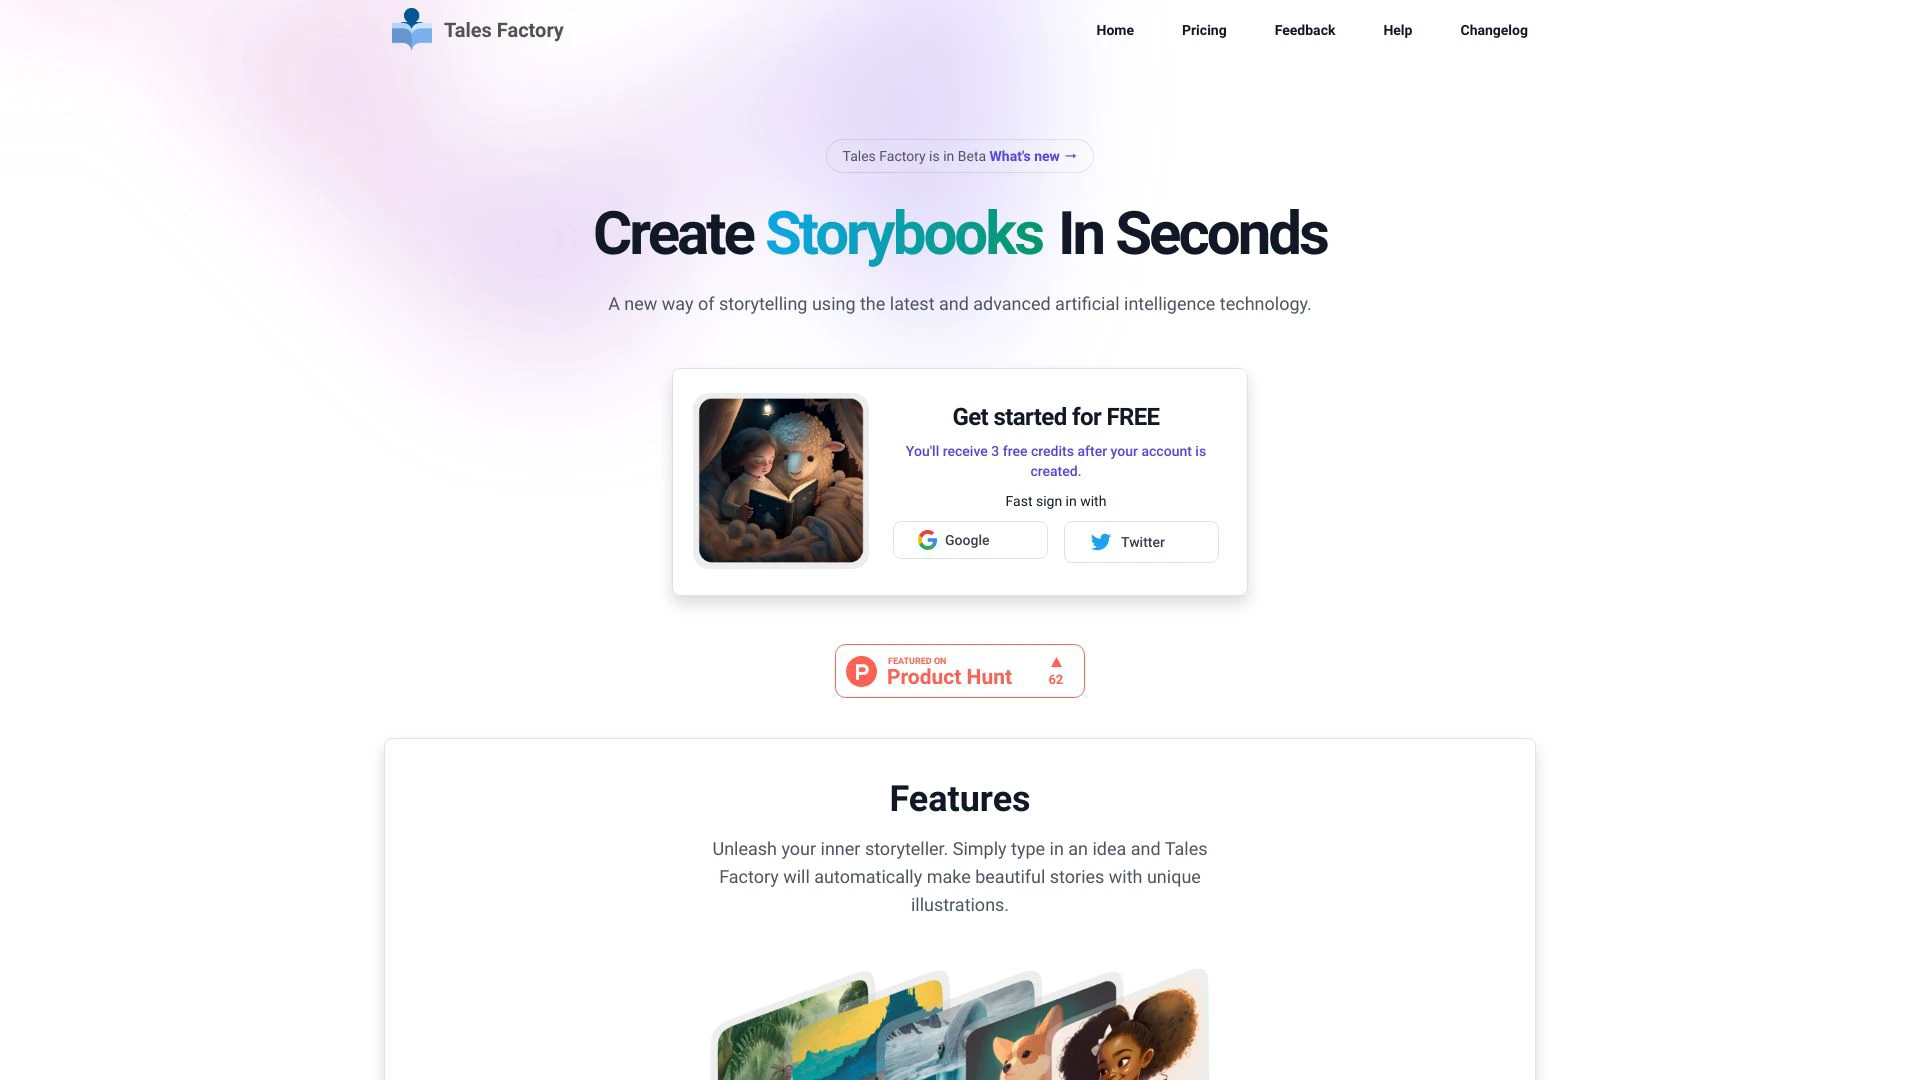 Tales Factory
Home
Pricing
Feedback
Help
Changelog
Tales Factory is in Beta What's new →
Create Storybooks In Seconds
A new way of storytelling using the latest and advanced artificial intelligence technology.
Get started for FREE
You'll receive 3 free credits after your account is
created.
Fast sign in with
Google
Twitter
FEATURED ON
Product Hunt
62
Features
Unleash your inner storyteller. Simply type in an idea and Tales
Factory will automatically make beautiful stories with unique
illustrations.